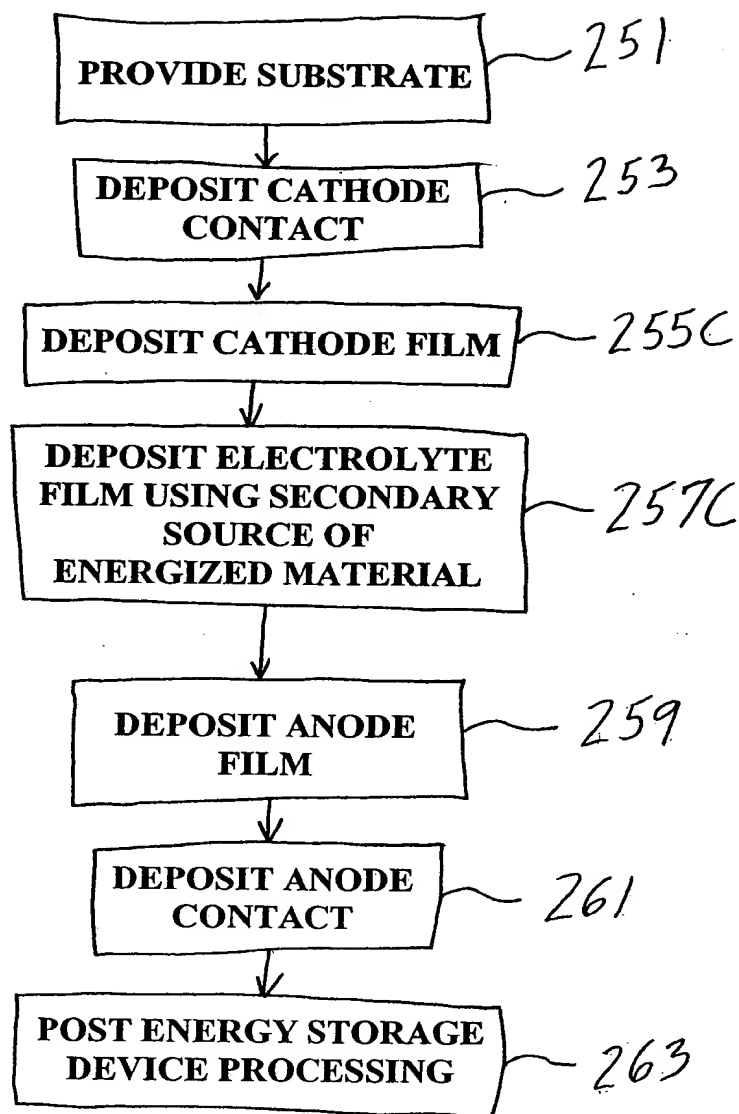 PROVIDE SUBSTRATE
251
DEPOSIT CATHODE
CONTACT
253
DEPOSIT CATHODE FILM
255C
DEPOSIT ELECTROLYTE
FILM USING SECONDARY
SOURCE OF
ENERGIZED MATERIAL
257C
DEPOSIT ANODE
FILM
259
DEPOSIT ANODE
CONTACT
261
POST ENERGY STORAGE
DEVICE PROCESSING
263